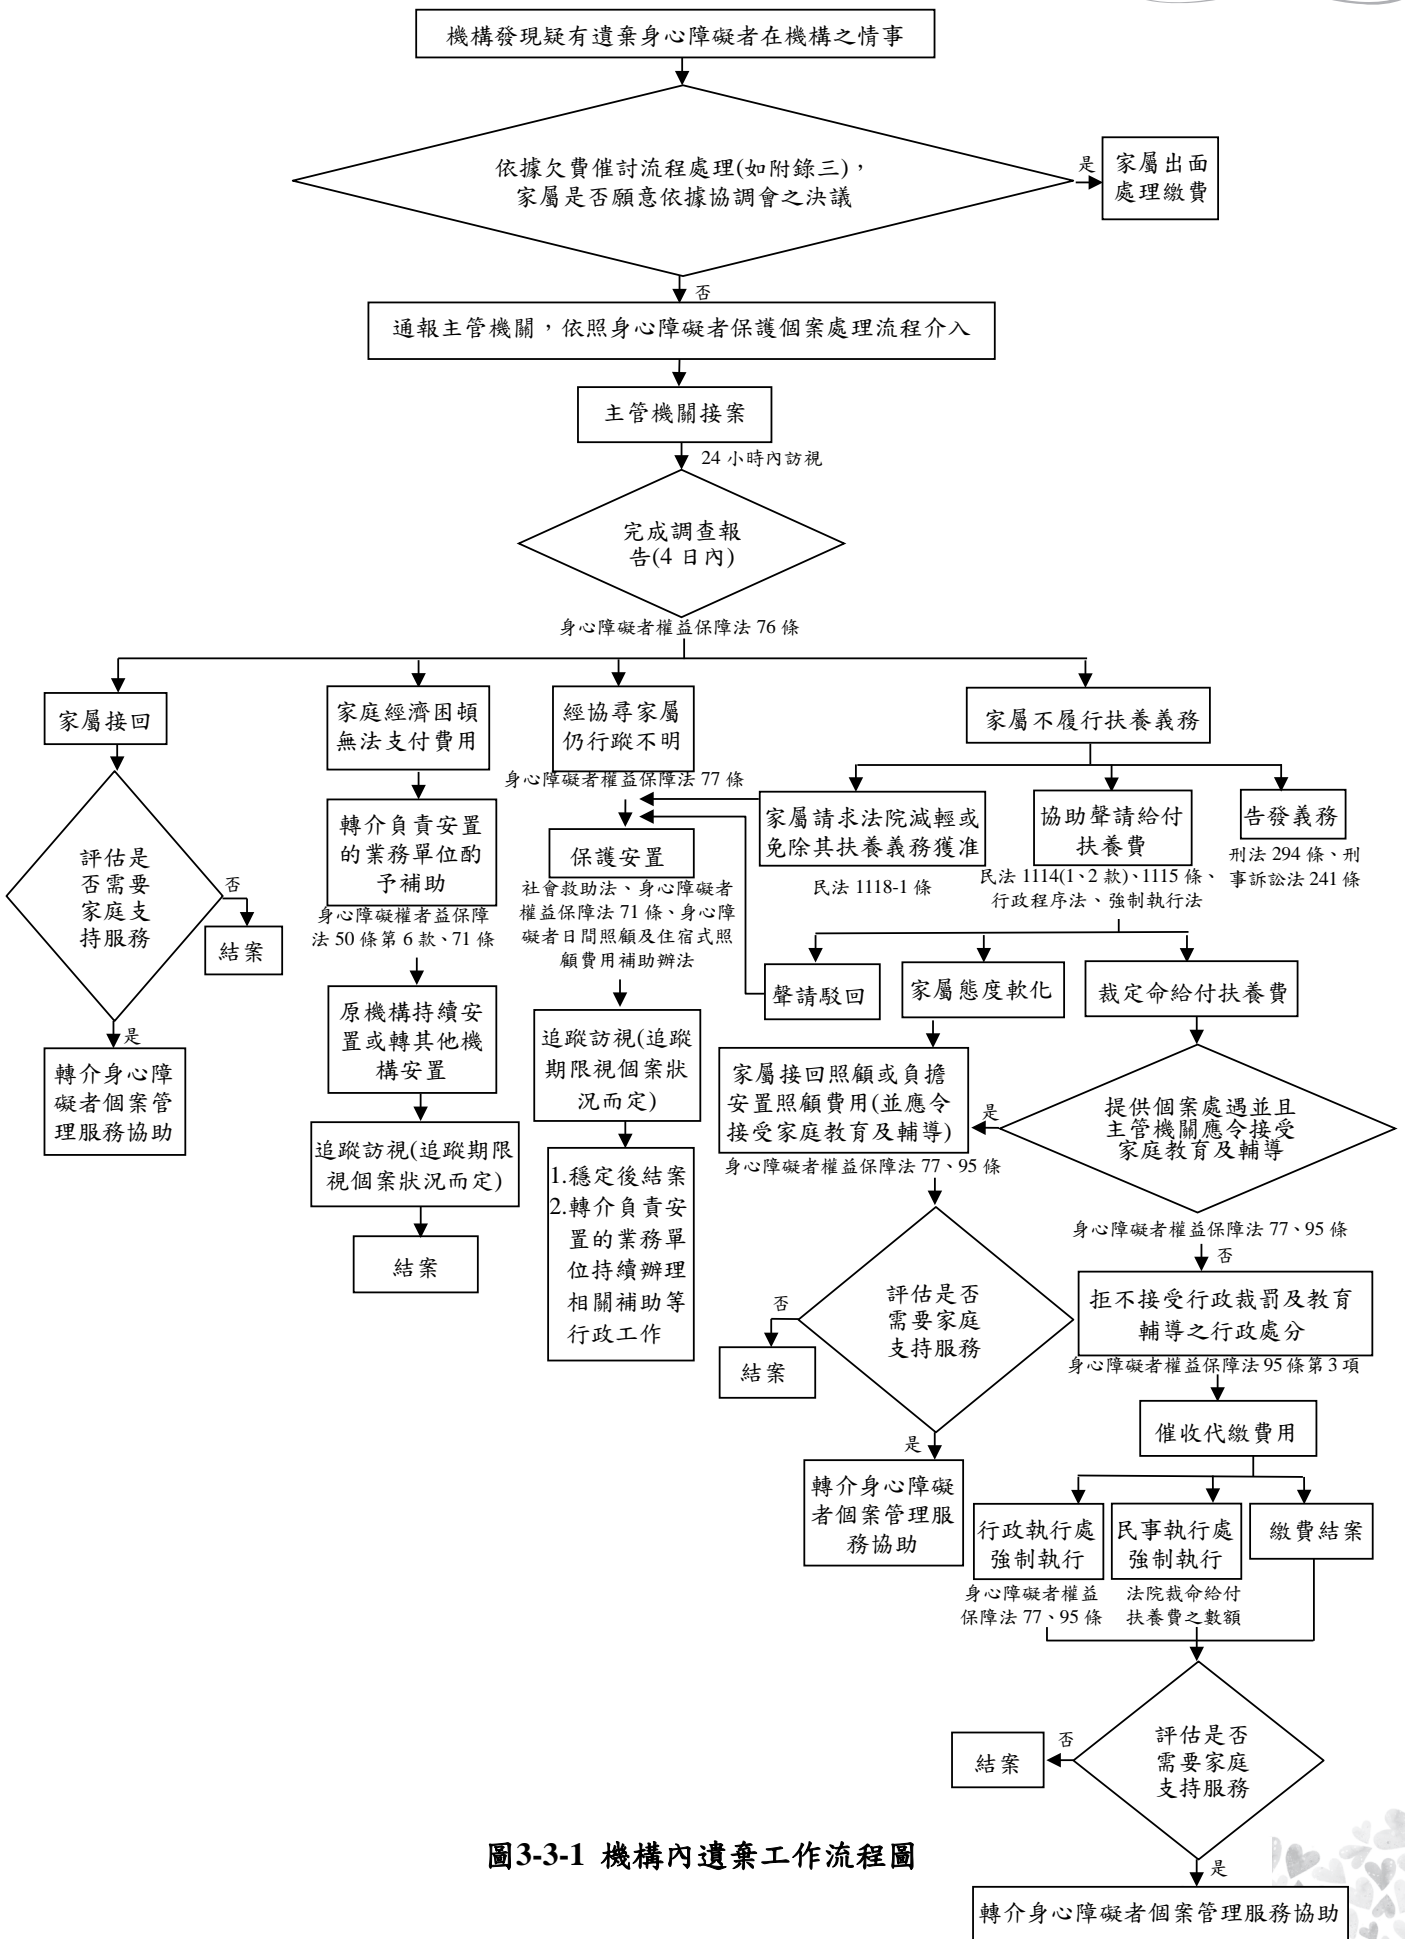 機構發現疑有遺棄身心障礙者在機構之情事
依據欠費催討流程處理(如附錄三)，
家屬是否願意依據協調會之決議
是
家屬出面
處理繳費
否
通報主管機關，依照身心障礙者保護個案處理流程介入
主管機關接案
24 小時內訪視
完成調查報
告(4 日內)
身心障礙者權益保障法 76 條
家屬接回
評估是
否需要
家庭支
持服務
否
結案
是
轉介身心障
礙者個案管
理服務協助
家庭經濟困頓
無法支付費用
轉介負責安置
的業務單位酌
予補助
身心障礙權者益保障
法 50 條第 6 款、71 條
原機構持續安
置或轉其他機
構安置
追蹤訪視(追蹤期限
視個案狀況而定)
結案
經協尋家屬
仍行蹤不明
身心障礙者權益保障法 77 條
保護安置
社會救助法、身心障礙者
權益保障法 71 條、身心障
礙者日間照顧及住宿式照
顧費用補助辦法
追蹤訪視(追蹤
期限視個案狀
況而定)
1.穩定後結案
2.轉介負責安
置的業務單
位持續辦理
相關補助等
行政工作
家屬不履行扶養義務
家屬請求法院減輕或
免除其扶養義務獲准
民法 1118-1 條
協助聲請給付
扶養費
民法 1114(1、2 款)、1115 條、
行政程序法、強制執行法
告發義務
刑法 294 條、刑
事訴訟法 241 條
聲請駁回
家屬態度軟化
裁定命給付扶養費
家屬接回照顧或負擔
安置照顧費用(並應令
接受家庭教育及輔導)
身心障礙者權益保障法 77、95 條
是
提供個案處遇並且
主管機關應令接受
家庭教育及輔導
身心障礙者權益保障法 77、95 條
否
評估是否
需要家庭
支持服務
否
結案
是
轉介身心障礙
者個案管理服
務協助
拒不接受行政裁罰及教育
輔導之行政處分
身心障礙者權益保障法 95 條第 3 項
催收代繳費用
行政執行處
強制執行
身心障礙者權益
保障法 77、95 條
民事執行處
強制執行
法院裁命給付
扶養費之數額
繳費結案
評估是否
需要家庭
支持服務
否
結案
是
轉介身心障礙者個案管理服務協助
圖3-3-1 機構內遺棄工作流程圖